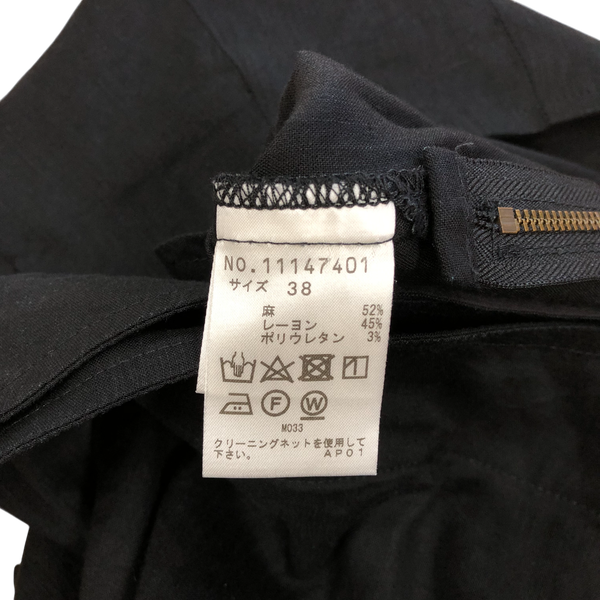 NO.11147401
サイズ 38
麻 52%
レーヨン 45%
ポリウレタン 3%
F W
M033
クリーニングネットを使用して
下さい。 AP01